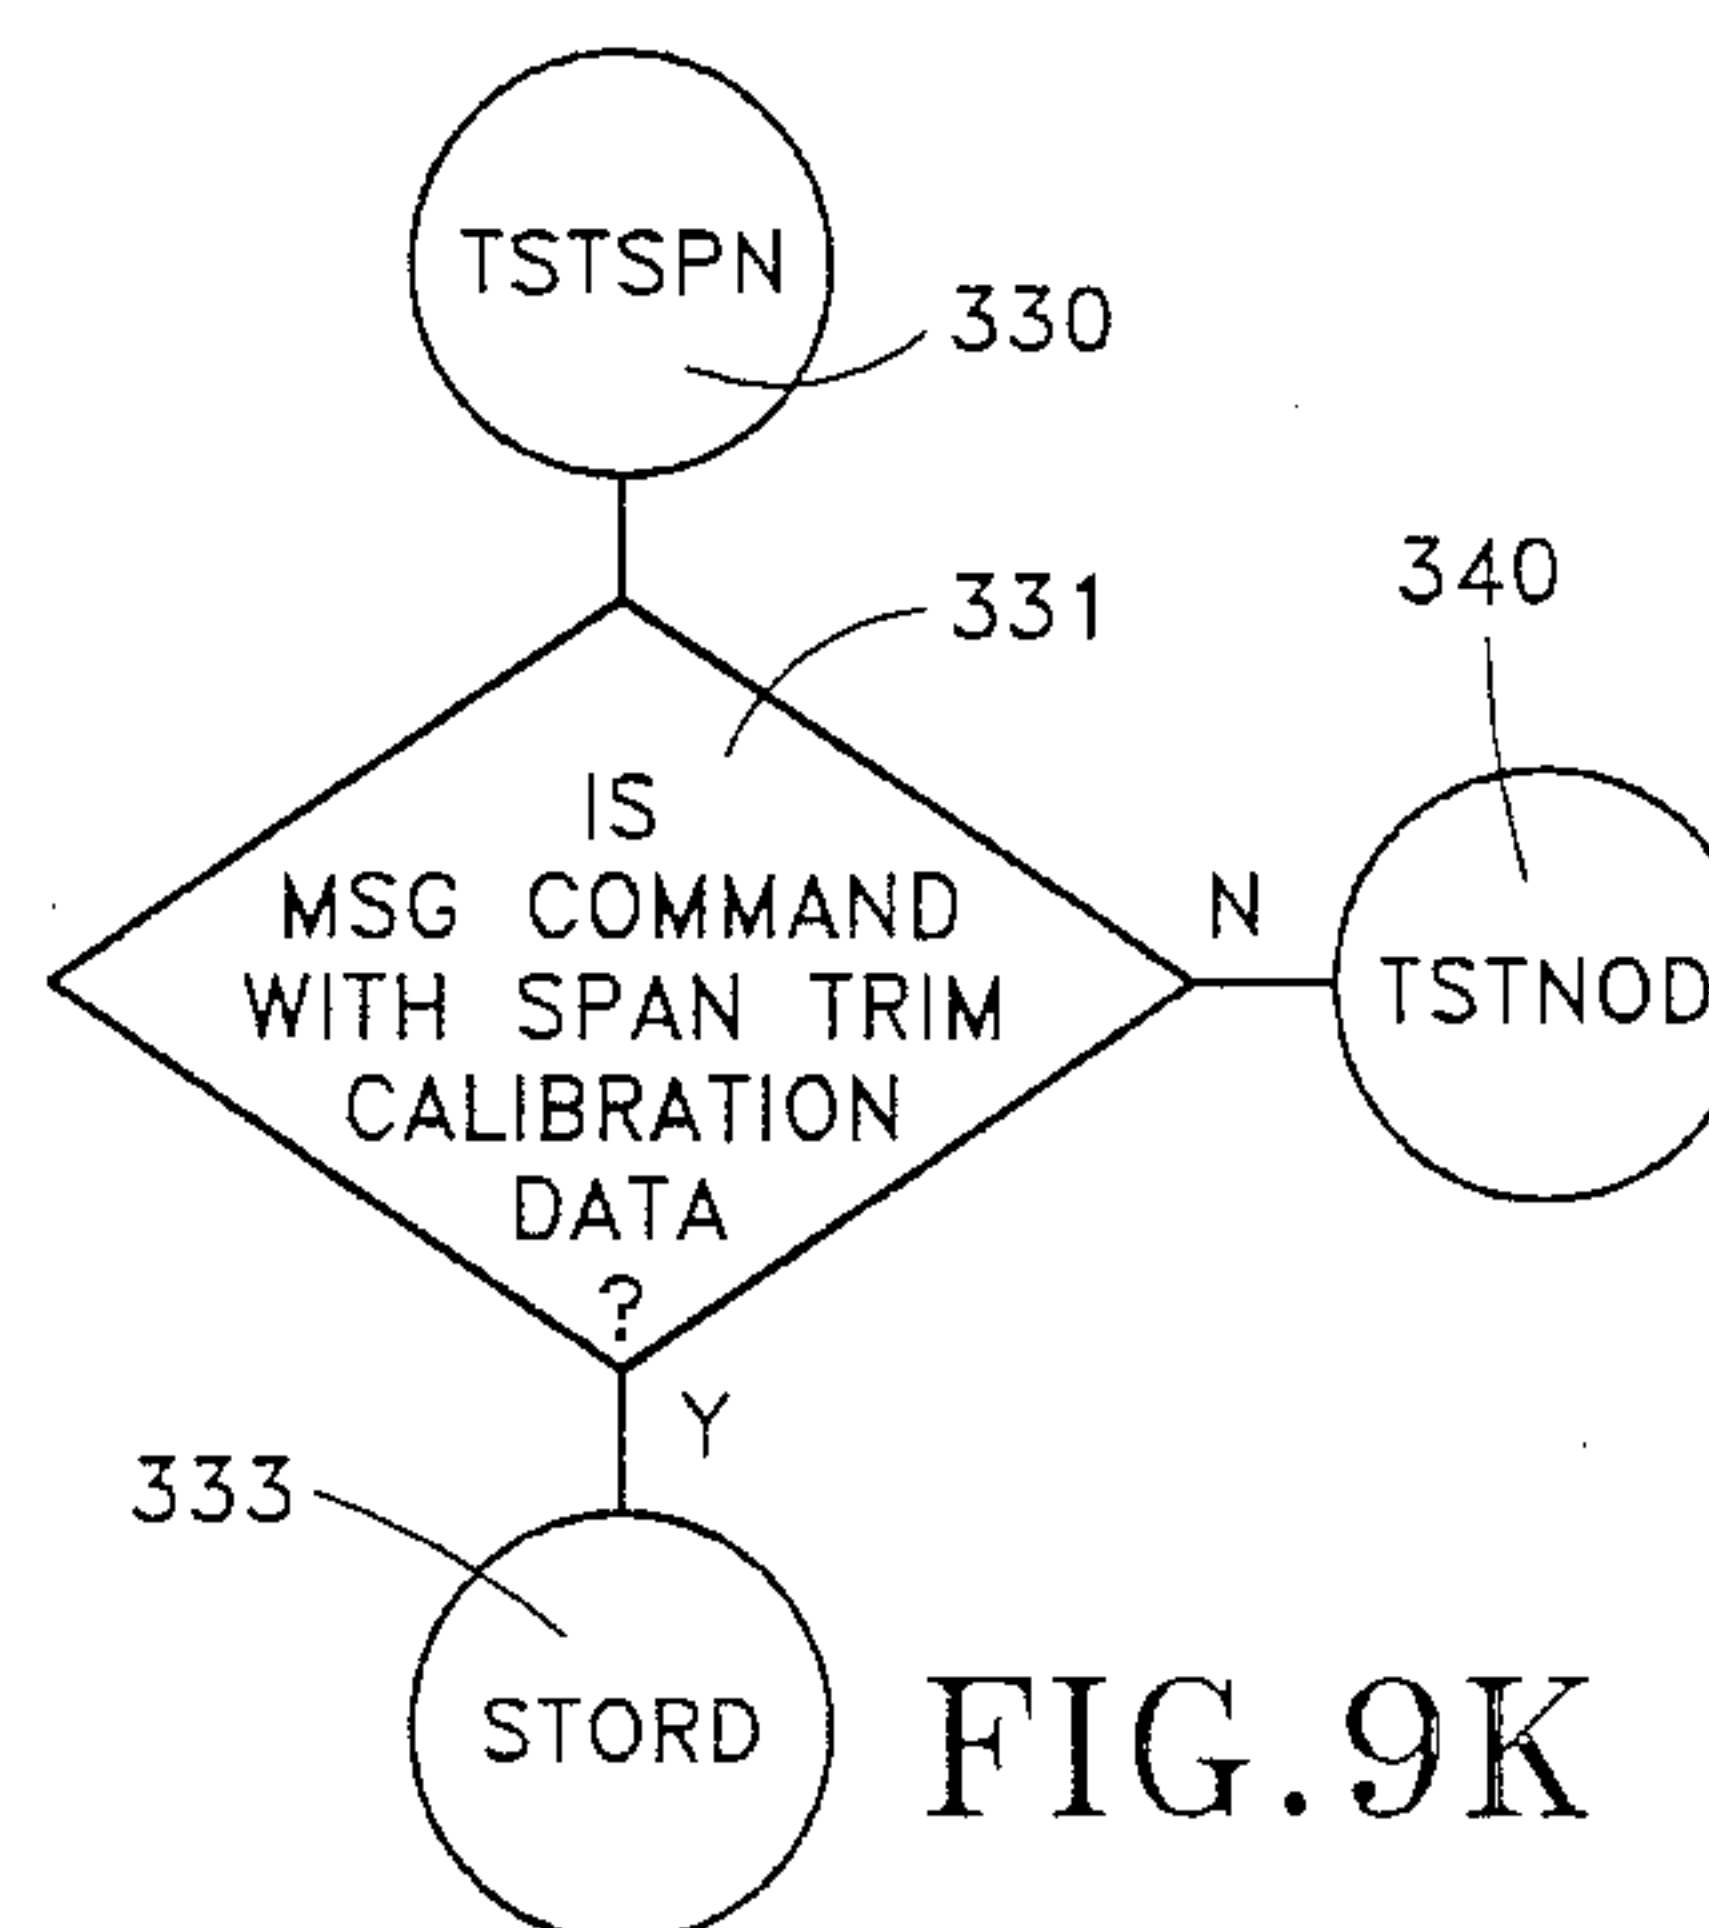 TSTSPN
330
331
340
IS
MSG COMMAND
WITH SPAN TRIM
CALIBRATION
DATA
?
N
TSTNOD
Y
333
STORD
FIG.9K